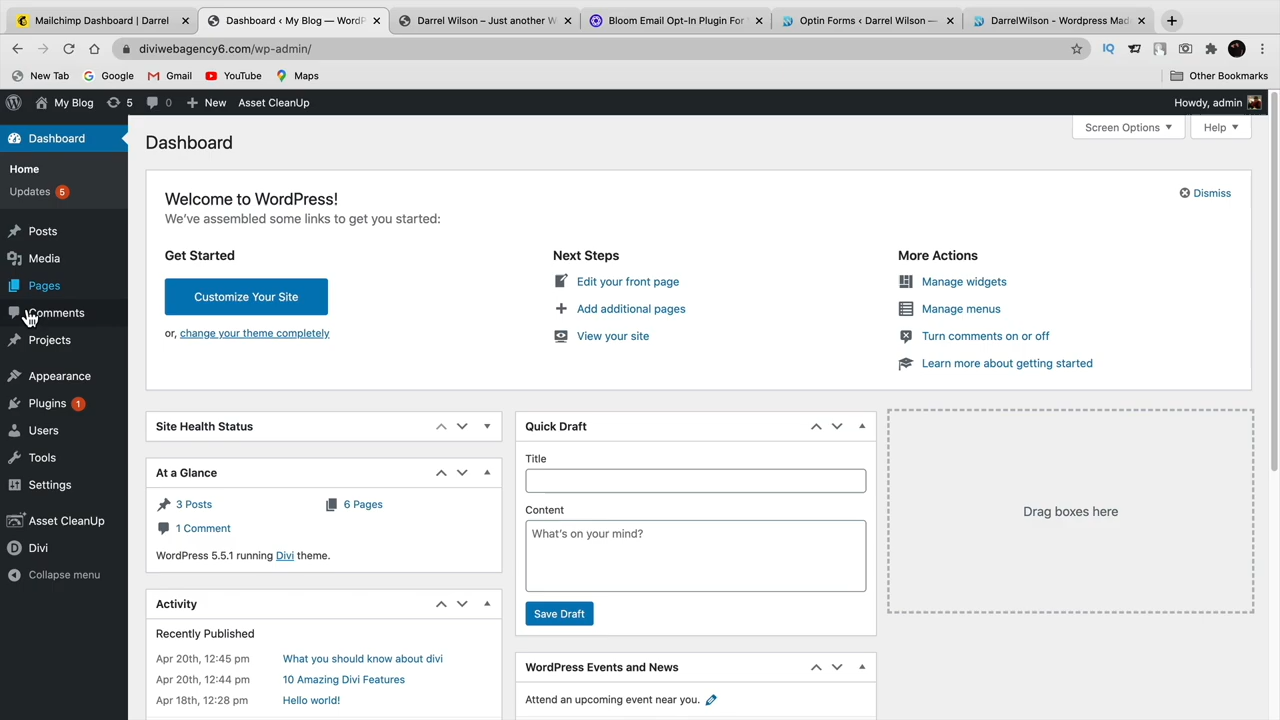 Mailchimp Dashboard | Darrel
Dashboard ‹ My Blog — WordP
Darrel Wilson – Just another W
Bloom Email Opt-In Plugin For
Optin Forms ‹ Darrel Wilson —
DarrelWilson - Wordpress Mad
diviwebagency6.com/wp-admin/
IQ
New Tab
Google
Gmail
YouTube
Maps
Other Bookmarks
My Blog
5
0
New
Asset CleanUp
Howdy, admin
Dashboard
Home
Updates 5
Posts
Media
Pages
Comments
Projects
Appearance
Plugins 1
Users
Tools
Settings
Asset CleanUp
Divi
Collapse menu
Dashboard
Screen Options
Help
Welcome to WordPress!
We've assembled some links to get you started:
Dismiss
Get Started
Customize Your Site
or, change your theme completely
Next Steps
Edit your front page
Add additional pages
View your site
More Actions
Manage widgets
Manage menus
Turn comments on or off
Learn more about getting started
Site Health Status
At a Glance
3 Posts
6 Pages
1 Comment
WordPress 5.5.1 running Divi theme.
Activity
Recently Published
Apr 20th, 12:45 pm What you should know about divi
Apr 20th, 12:44 pm 10 Amazing Divi Features
Apr 18th, 12:28 pm Hello world!
Quick Draft
Title
Content
What's on your mind?
Save Draft
WordPress Events and News
Attend an upcoming event near you.
Drag boxes here